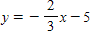 y = −2/3x − 5